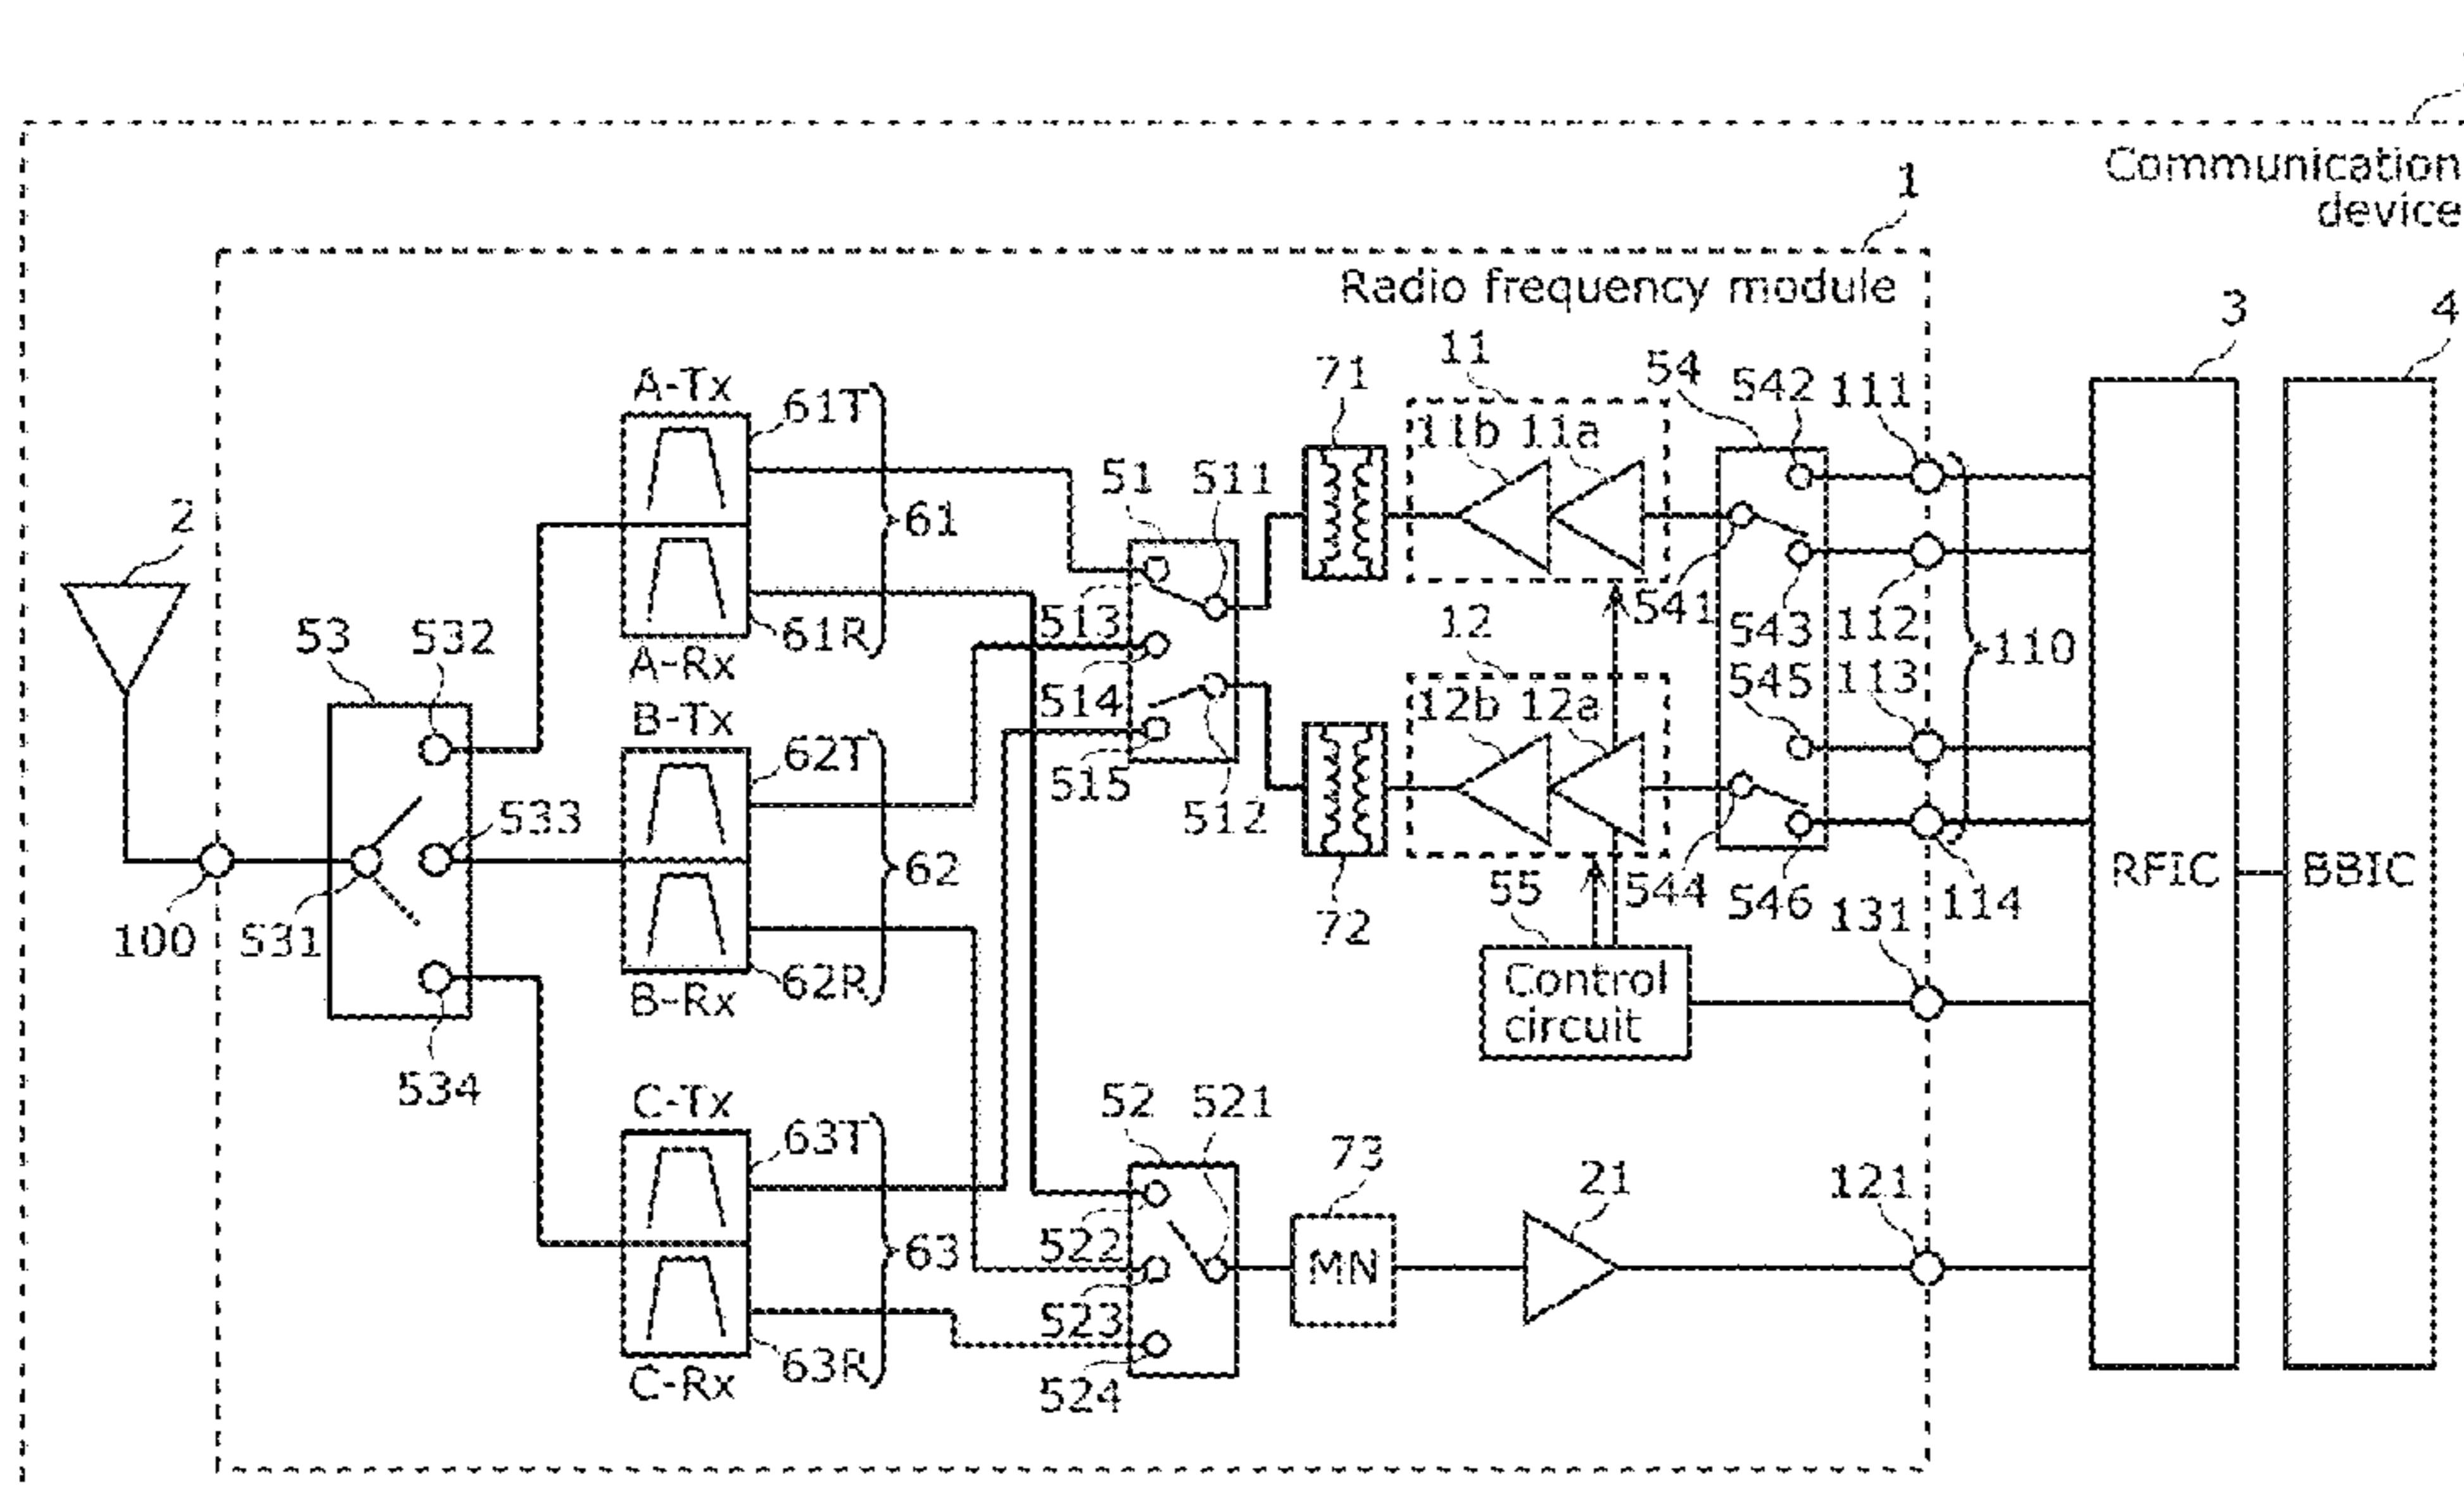 Communication
device
1
Radio frequency module
3
4
11
71
54
542
111
A-Tx
61T
11b
11a
51
511
2
61
541
513
12
543
112
53
532
61R
A-Rx
110
514
545
113
B-Tx
12b
12a
62T
515
512
533
62
RFIC
BBIC
55
544
546
131
114
100
531
72
62R
B-Rx
Control
circuit
534
C-Tx
52
521
63T
73
21
121
522
63
MN
523
63R
C-Rx
524